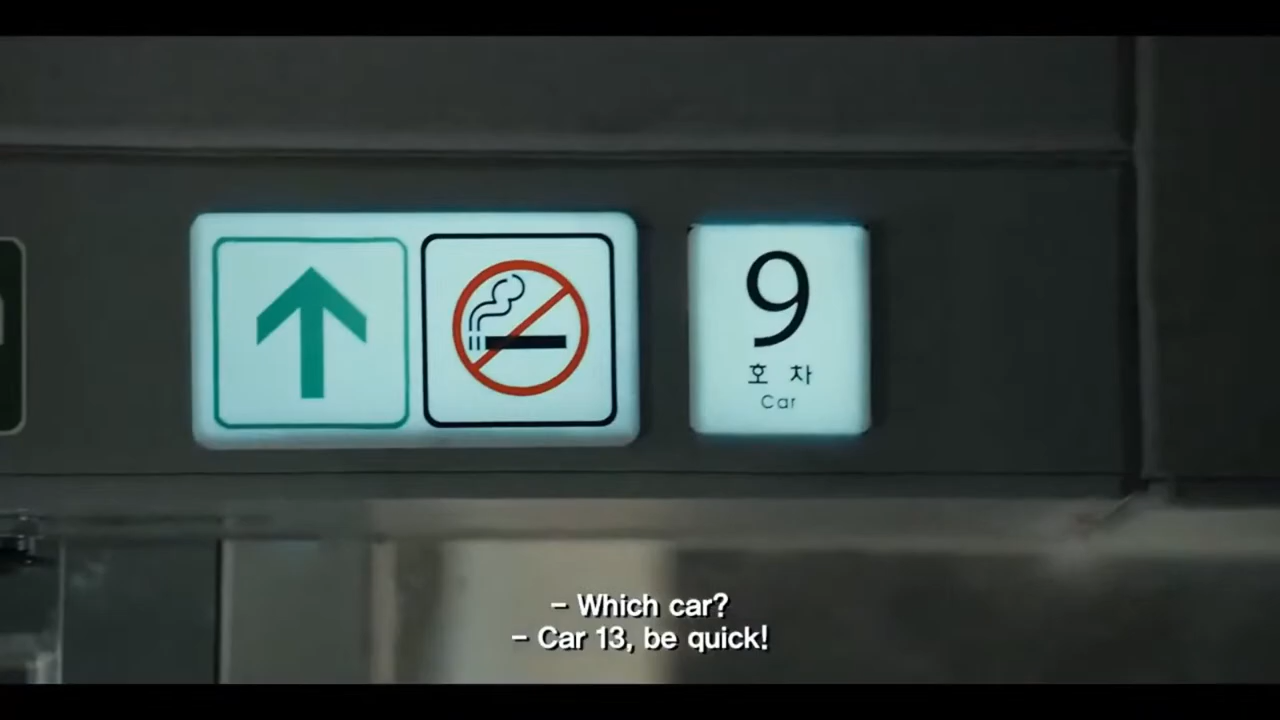 9
호 차
Car
- Which car?
- Car 13, be quick!